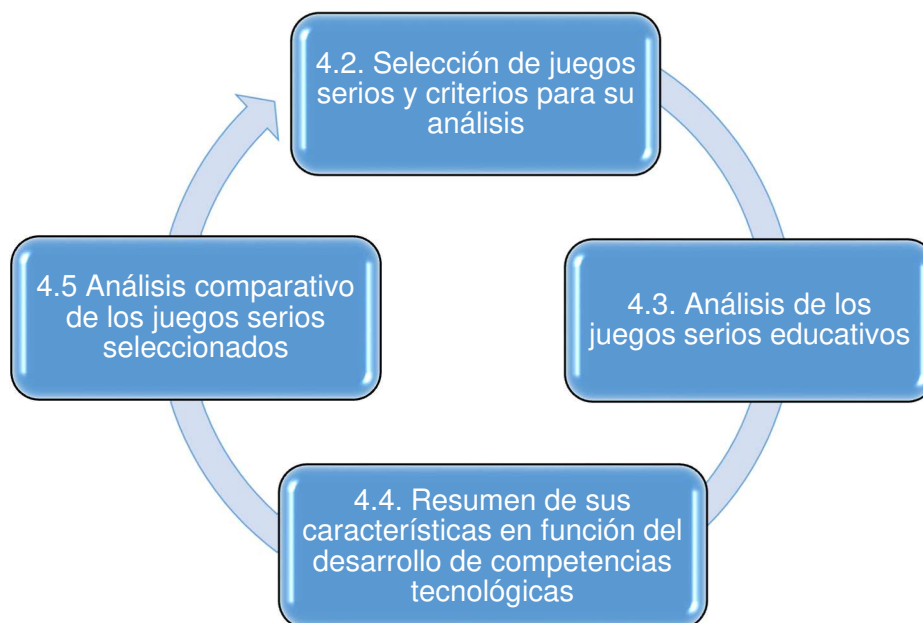 4.2. Selección de juegos
serios y criterios para su
análisis
4.3. Análisis de los
juegos serios educativos
4.4. Resumen de sus
características en función del
desarrollo de competencias
tecnológicas
4.5 Análisis comparativo
de los juegos serios
seleccionados